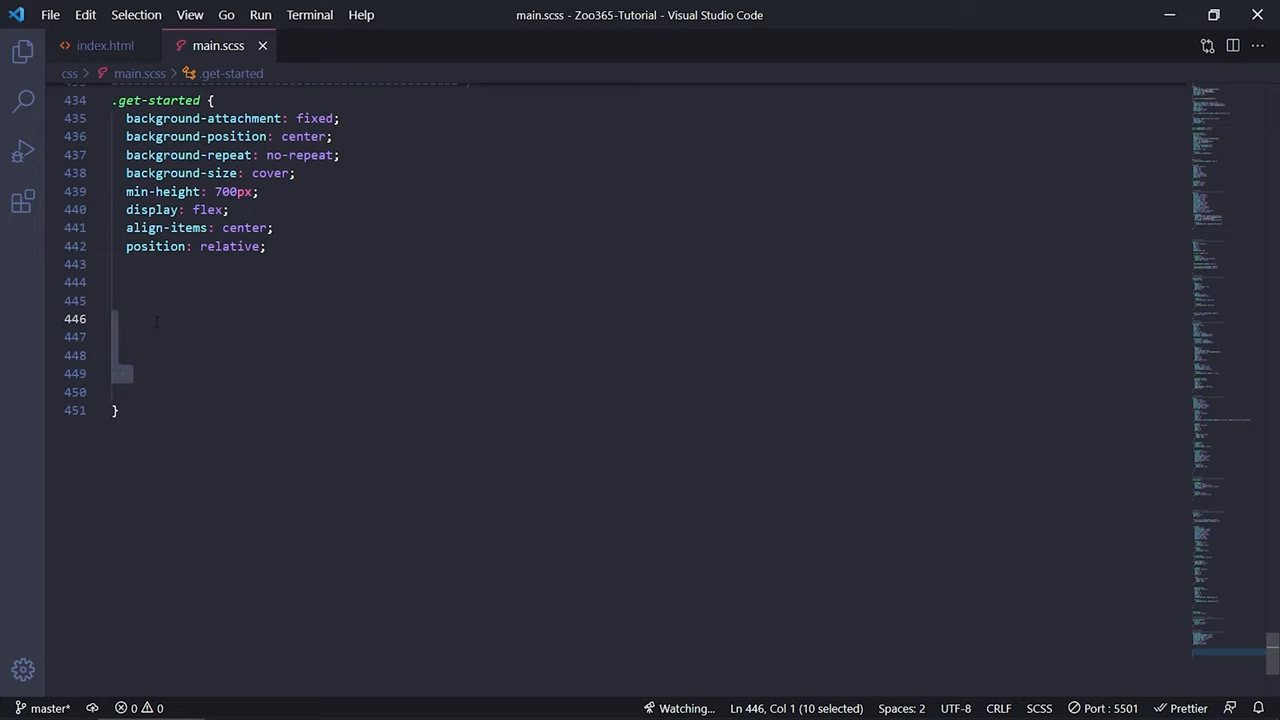 File Edit Selection View Go Run Terminal Help main.scss - Zoo365-Tutorial - Visual Studio Code
index.html main.scss
css > main.scss > .get-started
434 .get-started {
435 background-attachment: fixed;
436 background-position: center;
437 background-repeat: no-repeat;
438 background-size: cover;
439 min-height: 700px;
440 display: flex;
441 align-items: center;
442 position: relative;
443
444
445
446
447
448
449
450
451 }
master* 0 0 Watching... Ln 446, Col 1 (10 selected) Spaces: 2 UTF-8 CRLF SCSS Port : 5501 Prettier